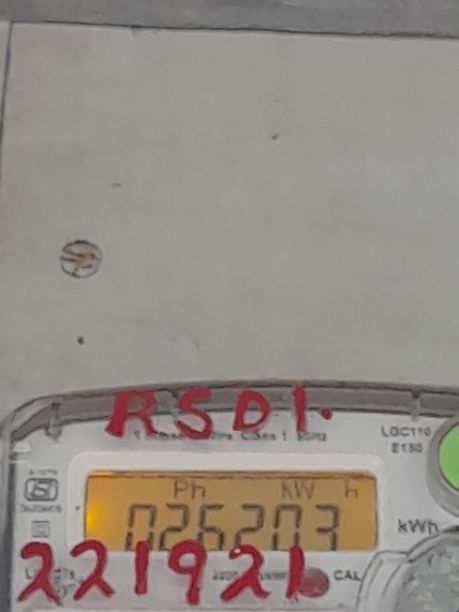 RSD1.
LGC110
E150
Ph kW h
026203
kWh
221921
CAL